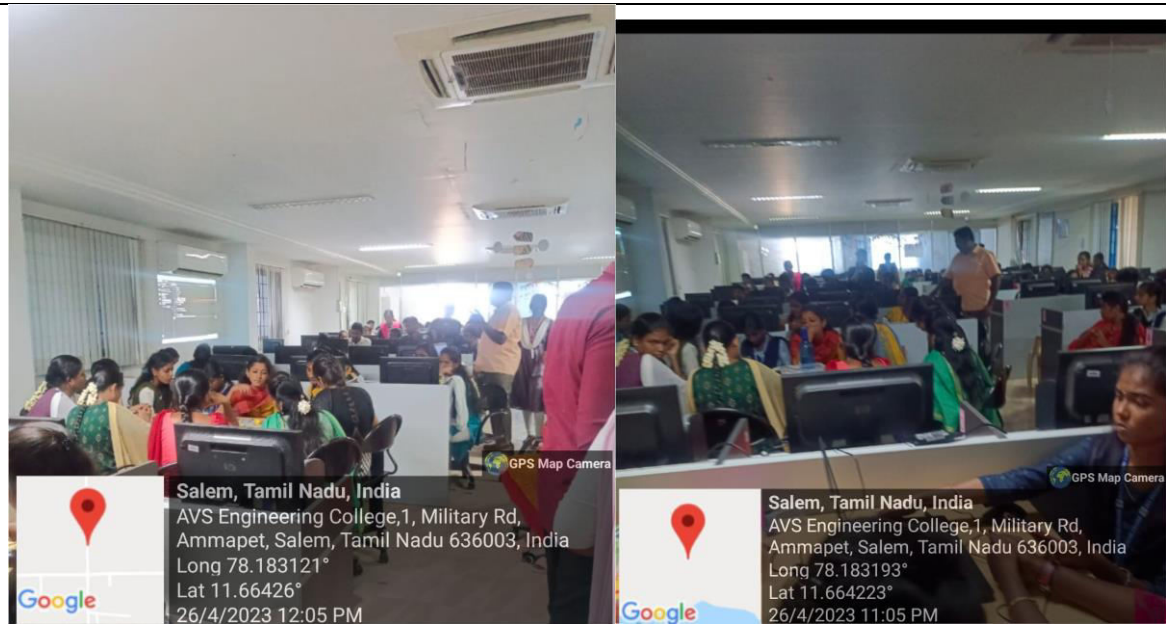 GPS Map Camera
Salem, Tamil Nadu, India
AVS Engineering College,1, Military Rd,
Ammapet, Salem, Tamil Nadu 636003, India
Long 78.183121°
Lat 11.66426°
26/4/2023 12:05 PM
Google
GPS Map Camera
Salem, Tamil Nadu, India
AVS Engineering College,1, Military Rd,
Ammapet, Salem, Tamil Nadu 636003, India
Long 78.183193°
Lat 11.664223°
26/4/2023 11:05 PM
Google